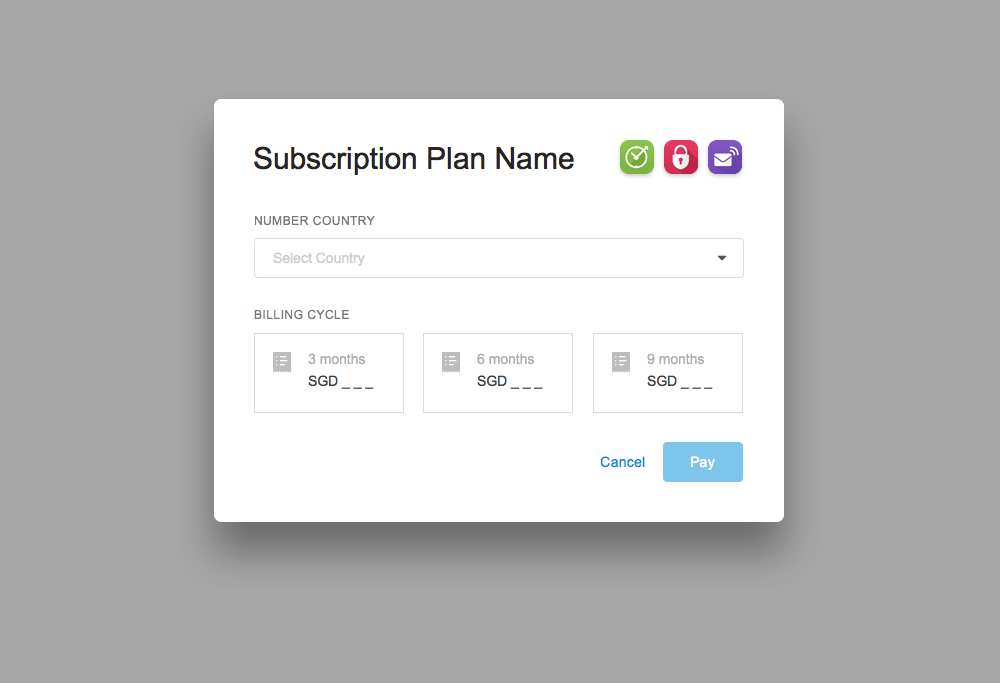 Subscription Plan Name
NUMBER COUNTRY
Select Country
BILLING CYCLE
3 months
SGD _ _ _
6 months
SGD _ _ _
9 months
SGD _ _ _
Cancel
Pay